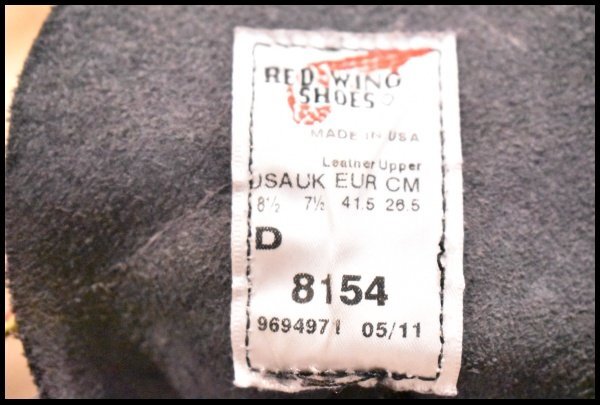 RED WING
SHOES
MADE IN USA
Leather Upper
USA UK EUR CM
8½ 7½ 41.5 26.5
D
8154
9694971 05/11